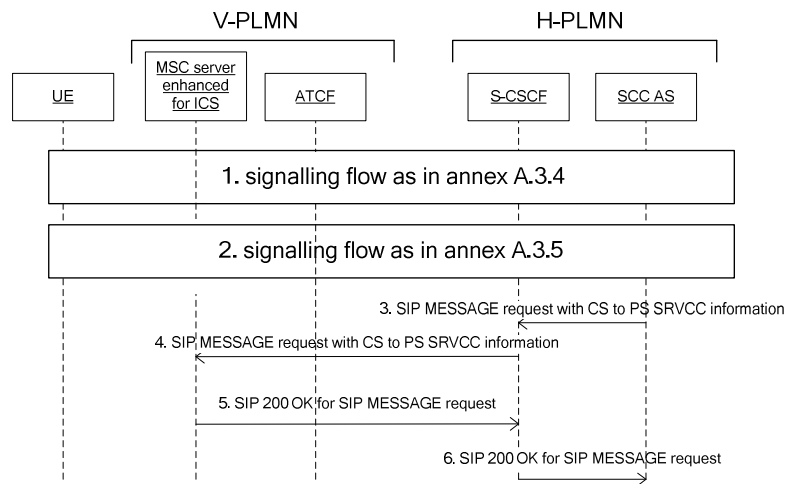 V-PLMN
H-PLMN
UE
MSC server
enhanced
for ICS
ATCF
S-CSCF
SCC AS
1. signalling flow as in annex A.3.4
2. signalling flow as in annex A.3.5
3. SIP MESSAGE request with CS to PS SRVCC information
4. SIP MESSAGE request with CS to PS SRVCC information
5. SIP 200 OK for SIP MESSAGE request
6. SIP 200 OK for SIP MESSAGE request